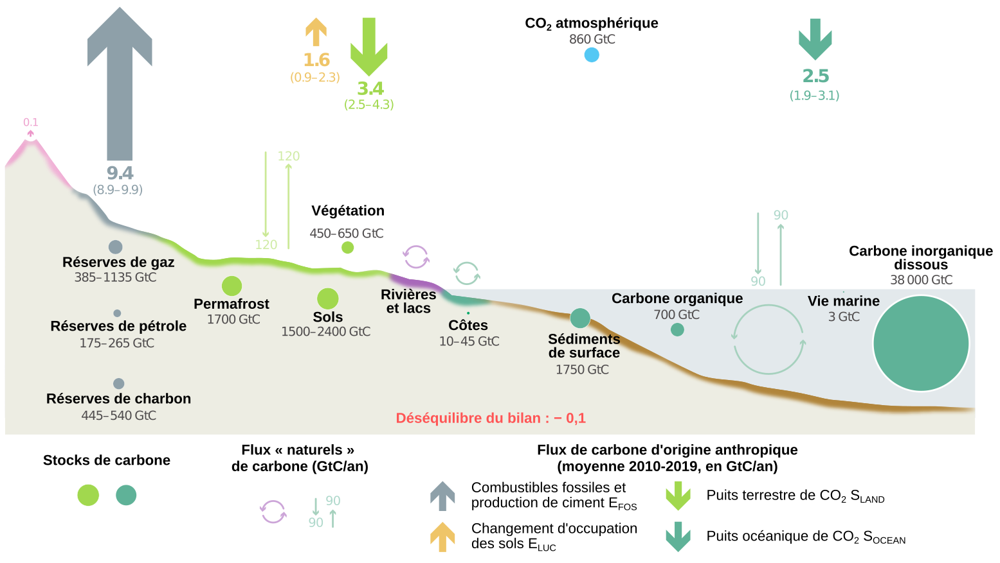 CO2 atmosphérique
860 GtC
1.6
(0.9–2.3)
3.4
(2.5–4.3)
2.5
(1.9–3.1)
0.1
9.4
(8.9–9.9)
120
120
Végétation
450–650 GtC
90
90
Carbone inorganique
dissous
38 000 GtC
Réserves de gaz
385–1135 GtC
Permafrost
1700 GtC
Sols
1500–2400 GtC
Rivières
et lacs
Côtes
10–45 GtC
Carbone organique
700 GtC
Vie marine
3 GtC
Réserves de pétrole
175–265 GtC
Sédiments
de surface
1750 GtC
Réserves de charbon
445–540 GtC
Déséquilibre du bilan : − 0,1
Stocks de carbone
Flux « naturels »
de carbone (GtC/an)
90
90
Flux de carbone d'origine anthropique
(moyenne 2010-2019, en GtC/an)
Combustibles fossiles et
production de ciment EFOS
Changement d'occupation
des sols ELUC
Puits terrestre de CO2 SLAND
Puits océanique de CO2 SOCEAN